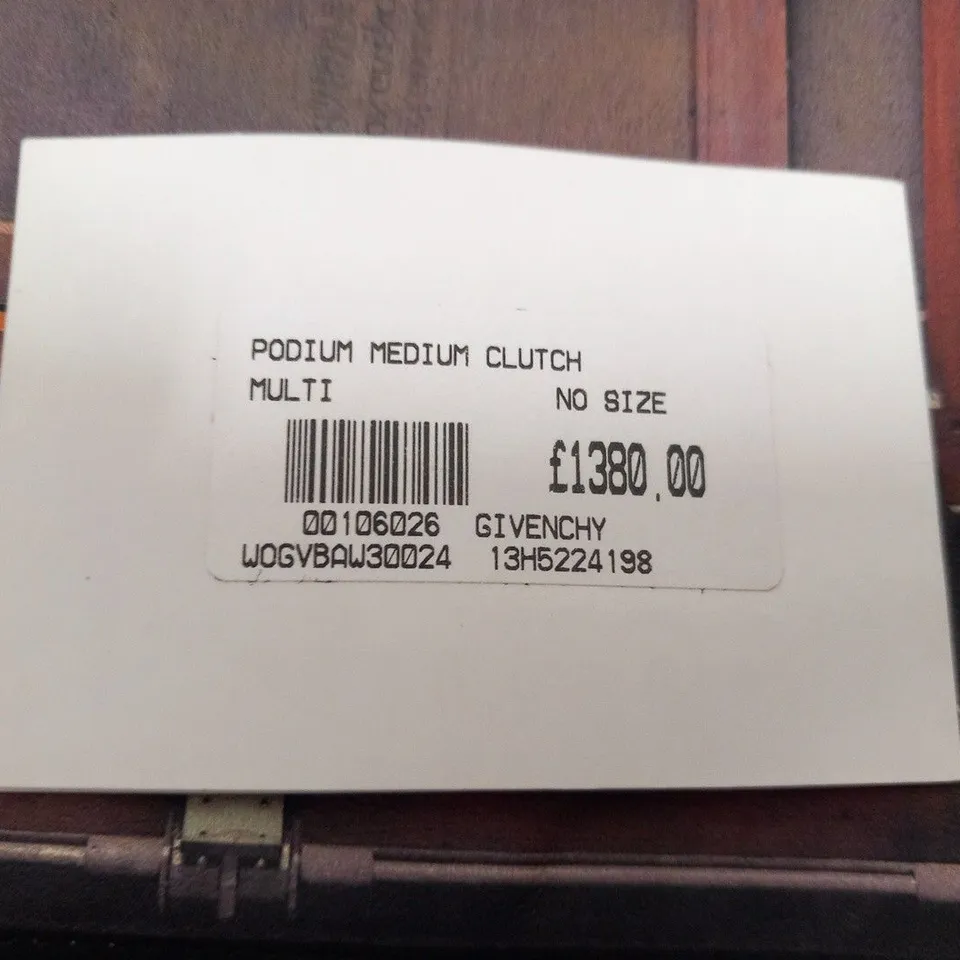 PODIUM MEDIUM CLUTCH
MULTI NO SIZE
£1380.00
00106026 GIVENCHY
WOGVBAW30024 13H5224198